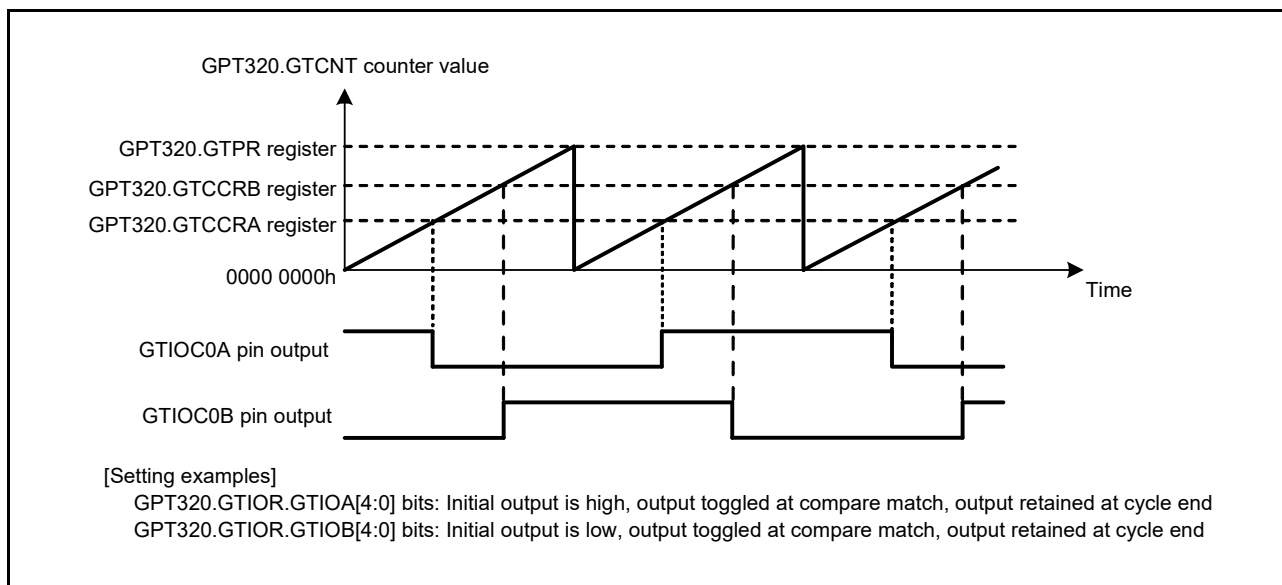 GPT320.GTCNT counter value
GPT320.GTPR register
GPT320.GTCCRB register
GPT320.GTCCRA register
0000 0000h
Time
GTIOC0A pin output
GTIOC0B pin output
[Setting examples]
GPT320.GTIOR.GTIOA[4:0] bits: Initial output is high, output toggled at compare match, output retained at cycle end
GPT320.GTIOR.GTIOB[4:0] bits: Initial output is low, output toggled at compare match, output retained at cycle end